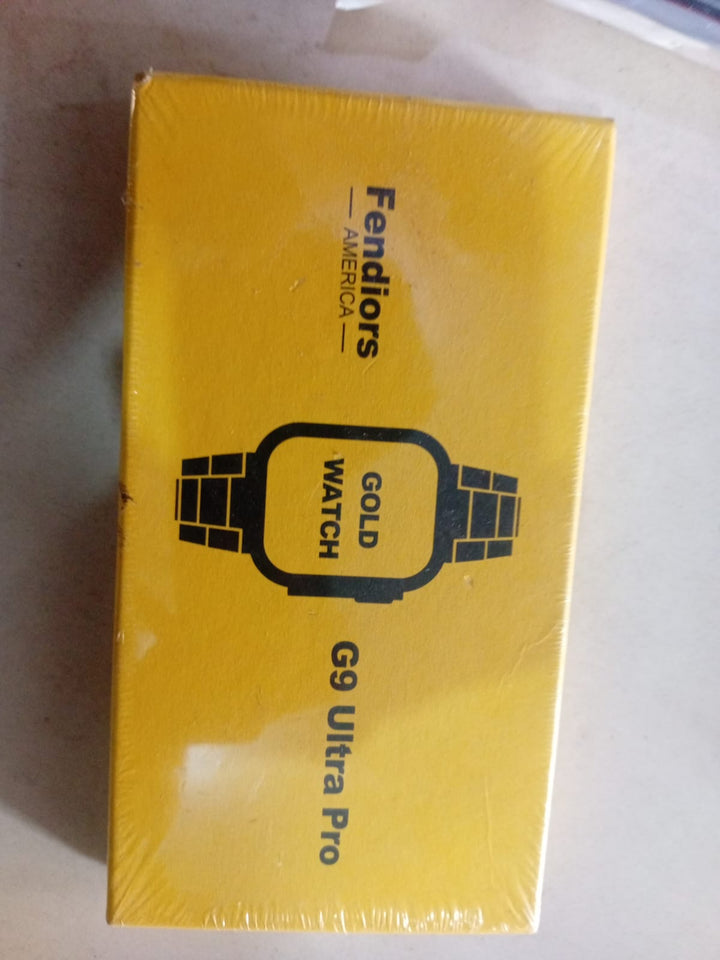 Fendiors
— AMERICA —
GOLD
WATCH
G9 Ultra Pro